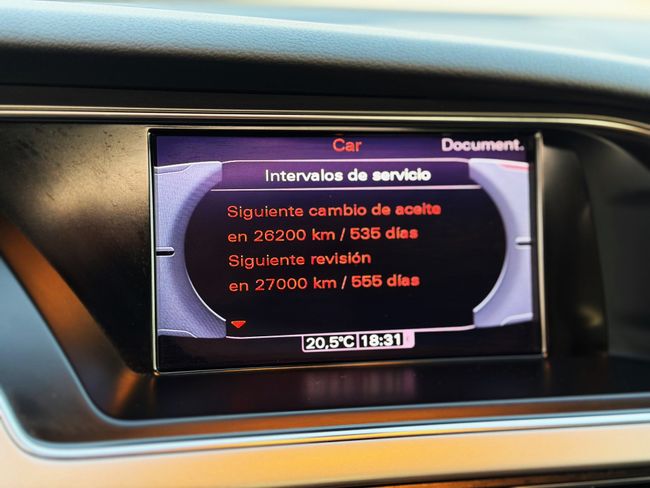 Car
Document.
Intervalos de servicio
Siguiente cambio de aceite
en 26200 km / 535 días
Siguiente revisión
en 27000 km / 555 días
20,5°C 18:31